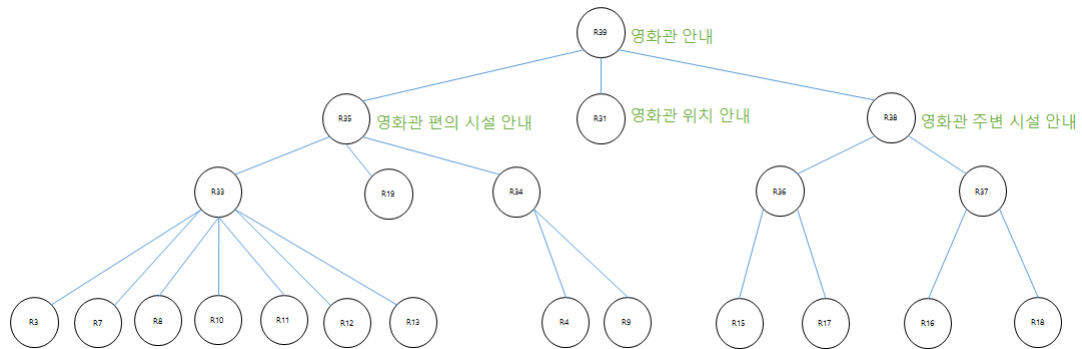 R39
영화관 안내
R35
영화관 편의 시설 안내
R31
영화관 위치 안내
R38
영화관 주변 시설 안내
R33
R19
R34
R36
R37
R3
R7
R8
R10
R11
R12
R13
R4
R9
R15
R17
R16
R18